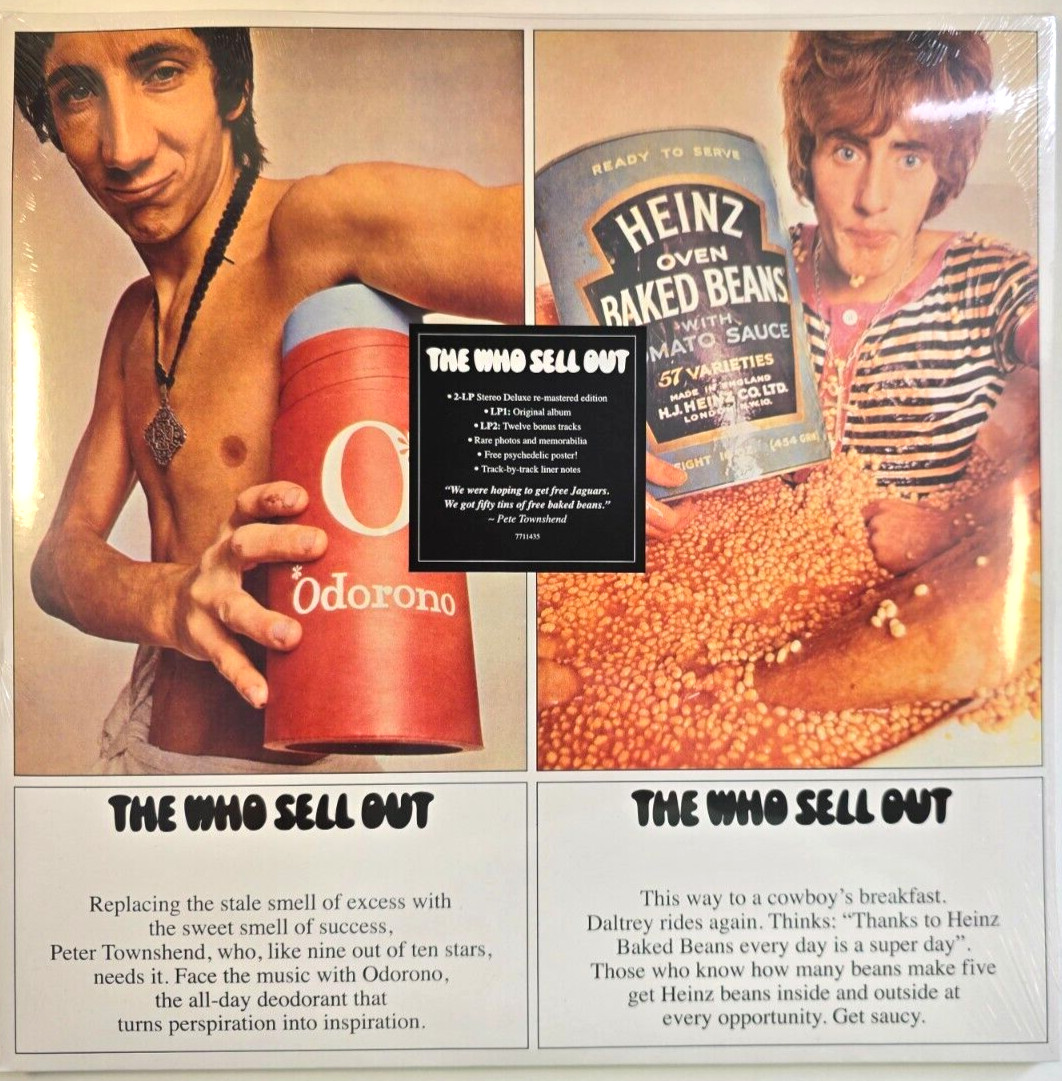 READY TO SERVE
HEINZ
OVEN
BAKED BEANS
WITH
MATO SAUCE
57 VARIETIES
MADE IN ENGLAND
H.J. HEINZ CO. LTD.
LONDON N.W.10.
O
*Odorono
THE WHO SELL OUT
• 2-LP Stereo Deluxe re-mastered edition
• LP1: Original album
• LP2: Twelve bonus tracks
• Rare photos and memorabilia
• Free psychedelic poster!
• Track-by-track liner notes
“We were hoping to get free Jaguars.
We got fifty tins of free baked beans.”
~ Pete Townshend
7711435
THE WHO SELL OUT
Replacing the stale smell of excess with
the sweet smell of success,
Peter Townshend, who, like nine out of ten stars,
needs it. Face the music with Odorono,
the all-day deodorant that
turns perspiration into inspiration.
THE WHO SELL OUT
This way to a cowboy’s breakfast.
Daltrey rides again. Thinks: “Thanks to Heinz
Baked Beans every day is a super day”.
Those who know how many beans make five
get Heinz beans inside and outside at
every opportunity. Get saucy.